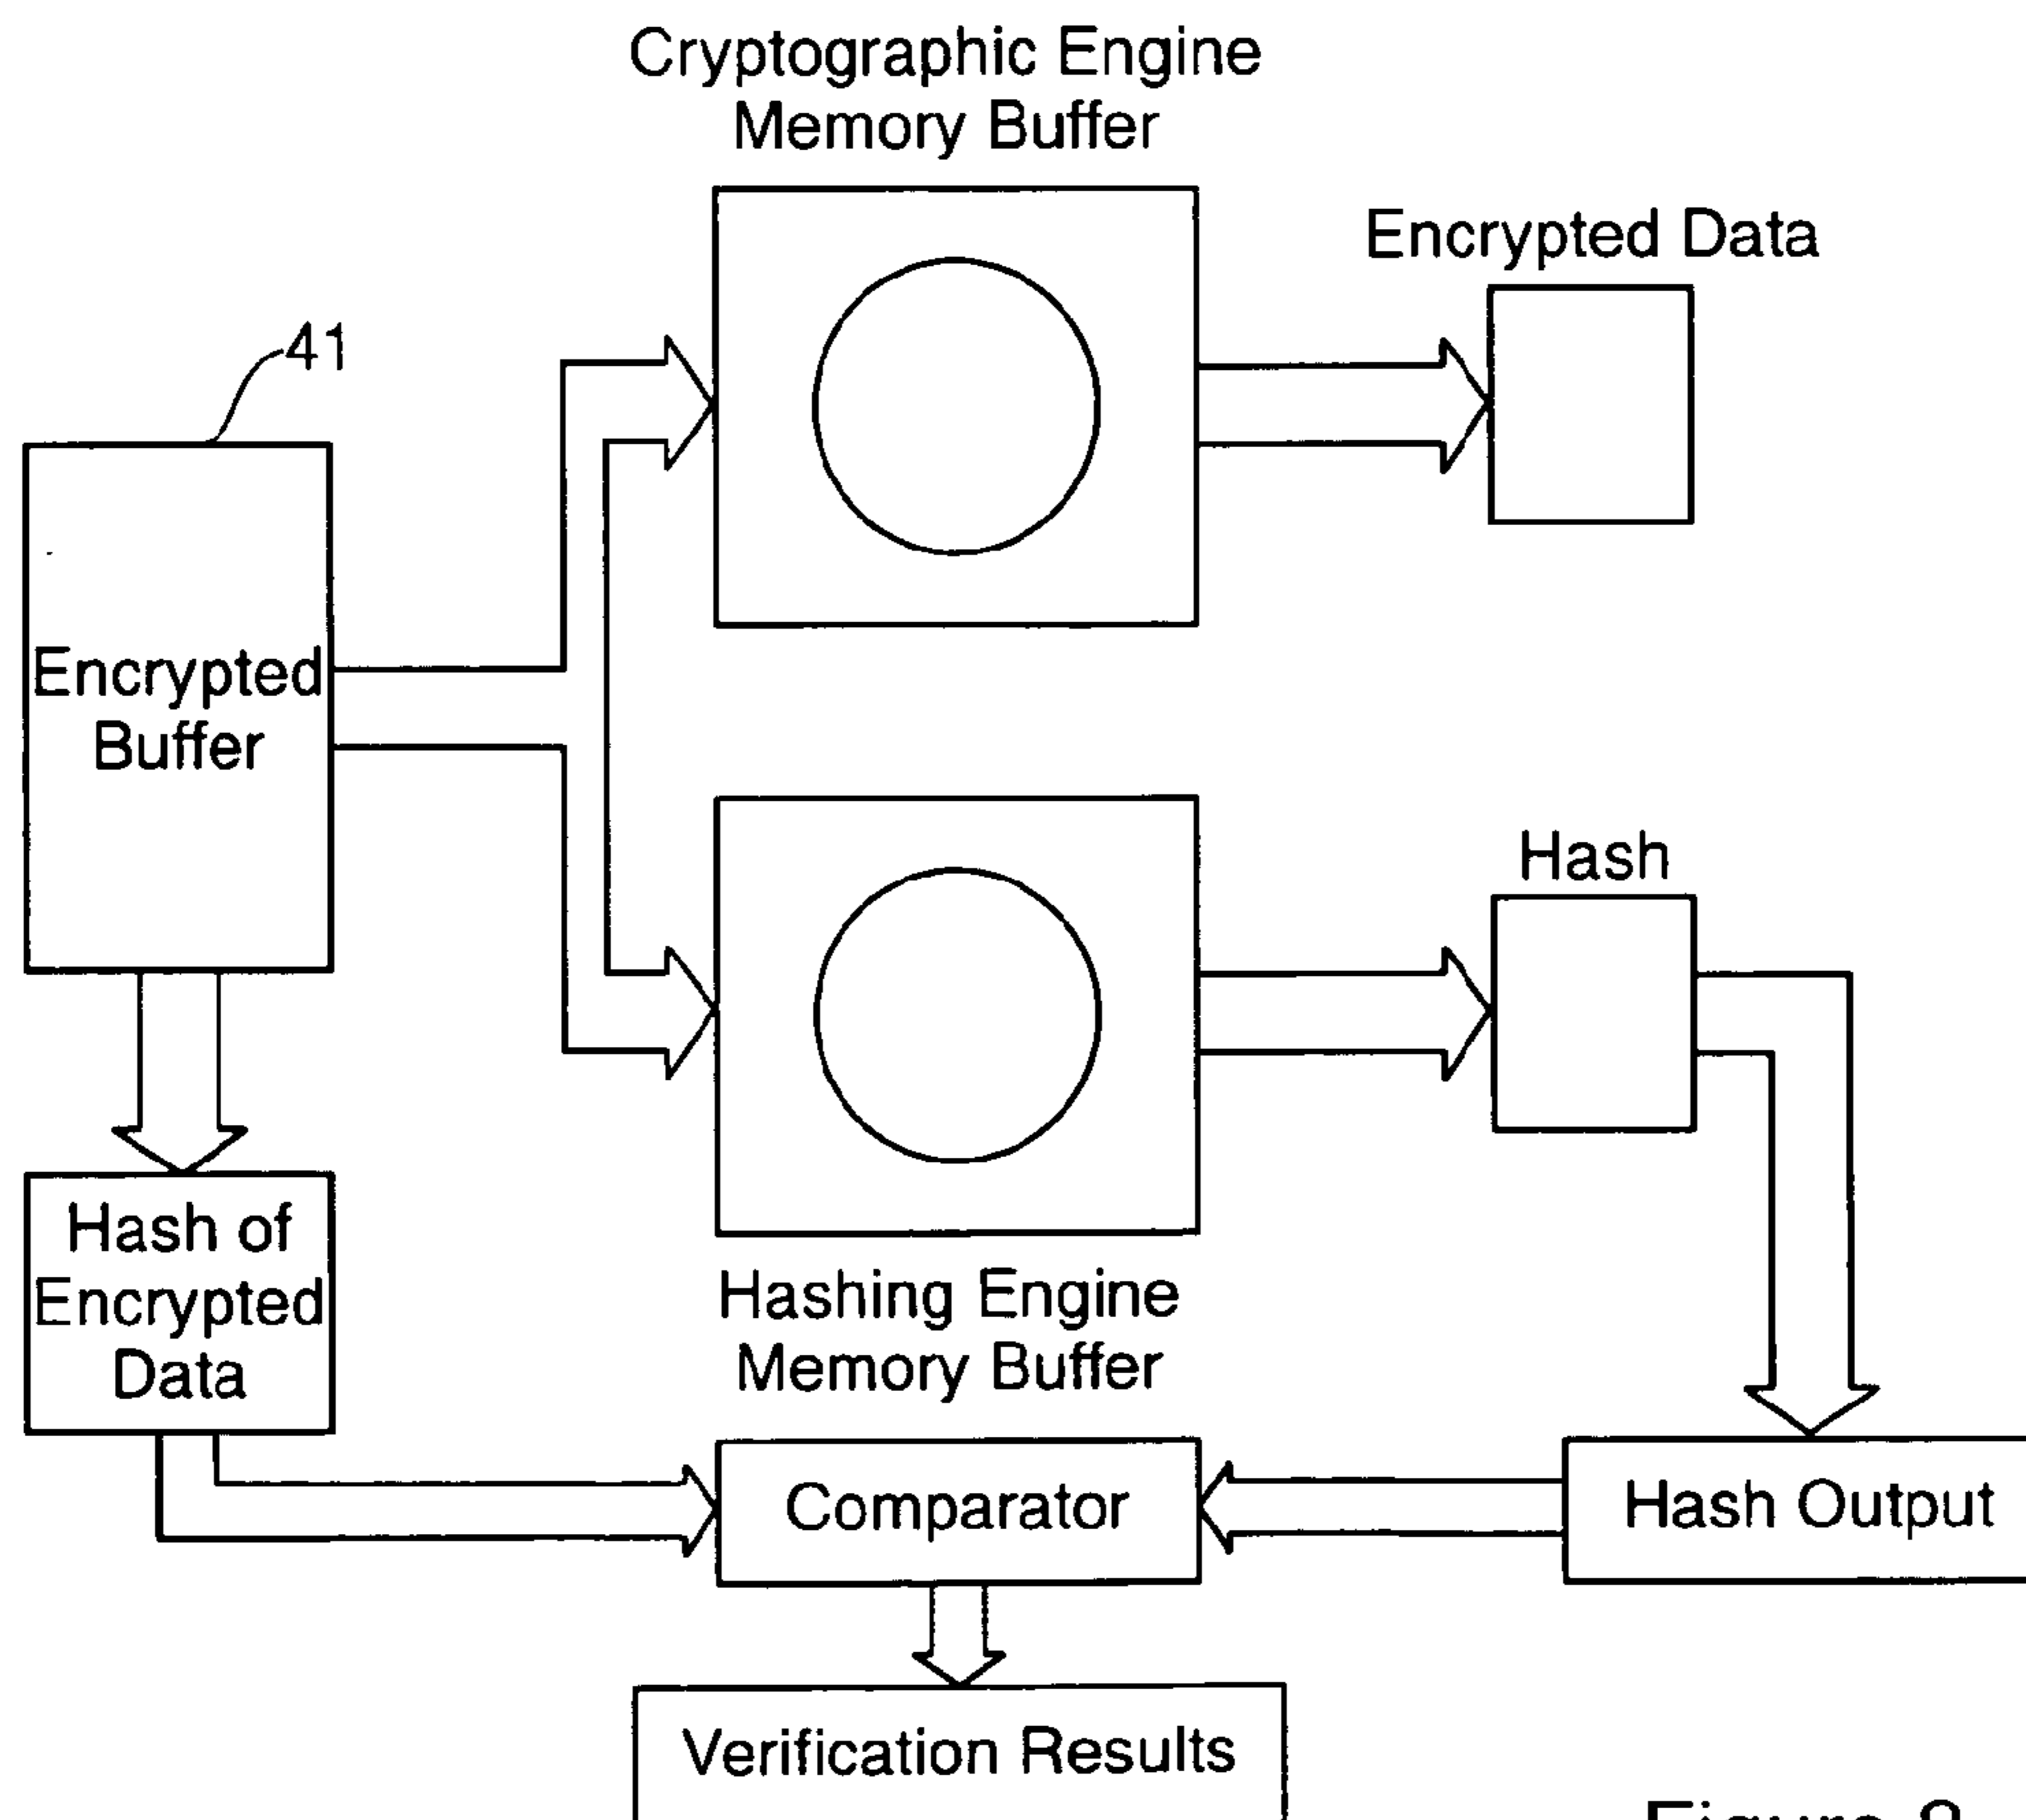 Cryptographic Engine
Memory Buffer
Encrypted Data
41
Encrypted
Buffer
Hash
Hash of
Encrypted
Data
Hashing Engine
Memory Buffer
Comparator
Hash Output
Verification Results
Figure